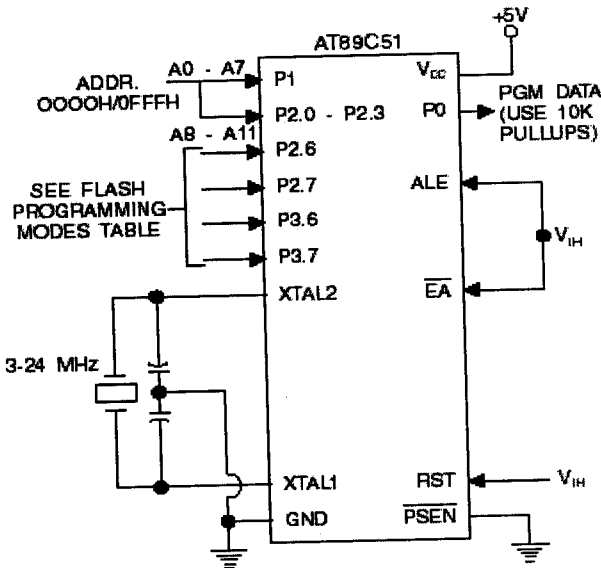 +5V
AT89C51
A0 - A7
ADDR.
0000H/0FFFH
P1
VCC
P2.0 - P2.3
P0
PGM DATA
(USE 10K
PULLUPS)
A8 - A11
P2.6
P2.7
ALE
SEE FLASH
PROGRAMMING
MODES TABLE
P3.6
P3.7
VIH
XTAL2
EA
3-24 MHz
XTAL1
RST
VIH
GND
PSEN